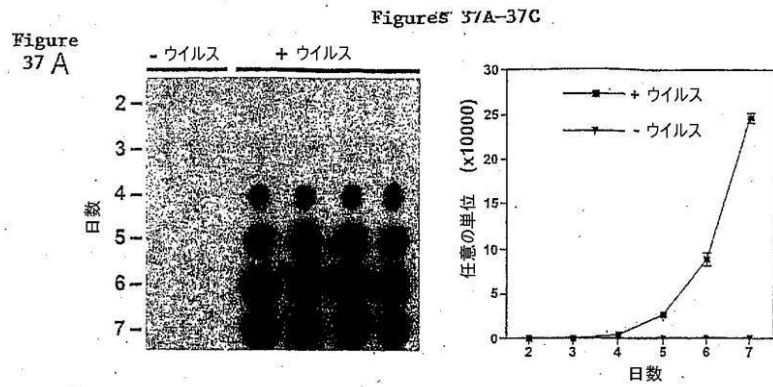 Figures 37A-37C
Figure
37 A
- ウイルス
+ ウイルス
2
3
4
5
6
7
日数
30
25
20
15
10
5
0
任意の単位 (x10000)
+ ウイルス
- ウイルス
2 3 4 5 6 7
日数